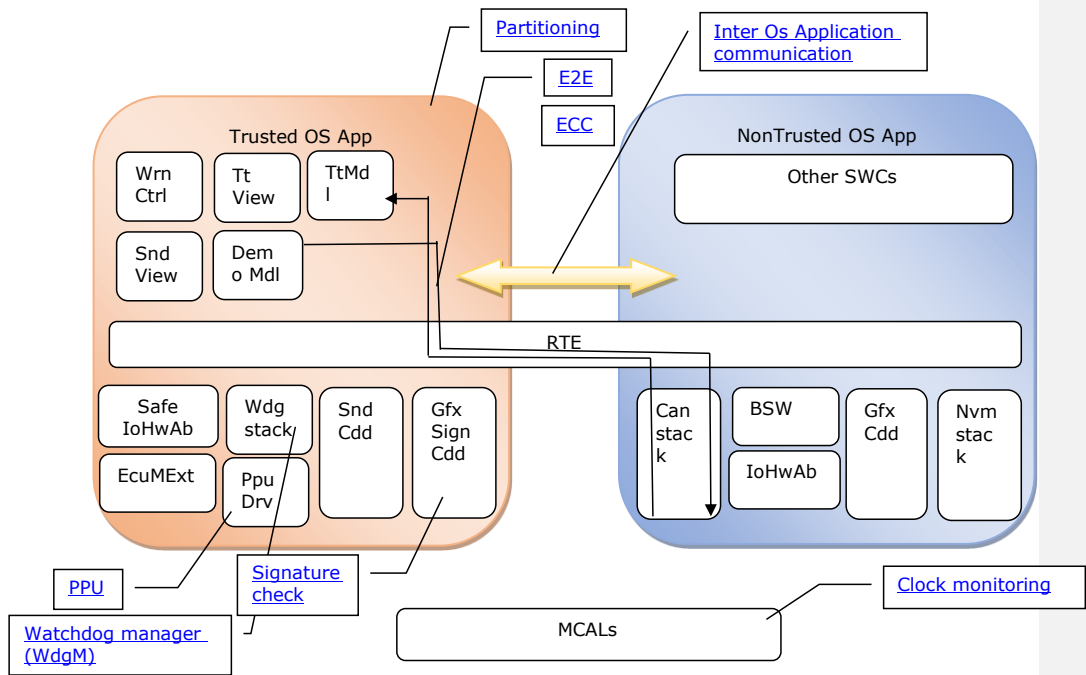 Partitioning
Inter Os Application
communication
E2E
ECC
Trusted OS App
NonTrusted OS App
Wrn
Ctrl
Tt
View
TtMd
l
Other SWCs
Snd
View
Dem
o Mdl
RTE
Safe
IoHwAb
Wdg
stack
Snd
Cdd
Gfx
Sign
Cdd
Can
stac
k
BSW
Gfx
Cdd
Nvm
stac
k
EcuMExt
Ppu
Drv
IoHwAb
PPU
Signature
check
Clock monitoring
Watchdog manager
(WdgM)
MCALs